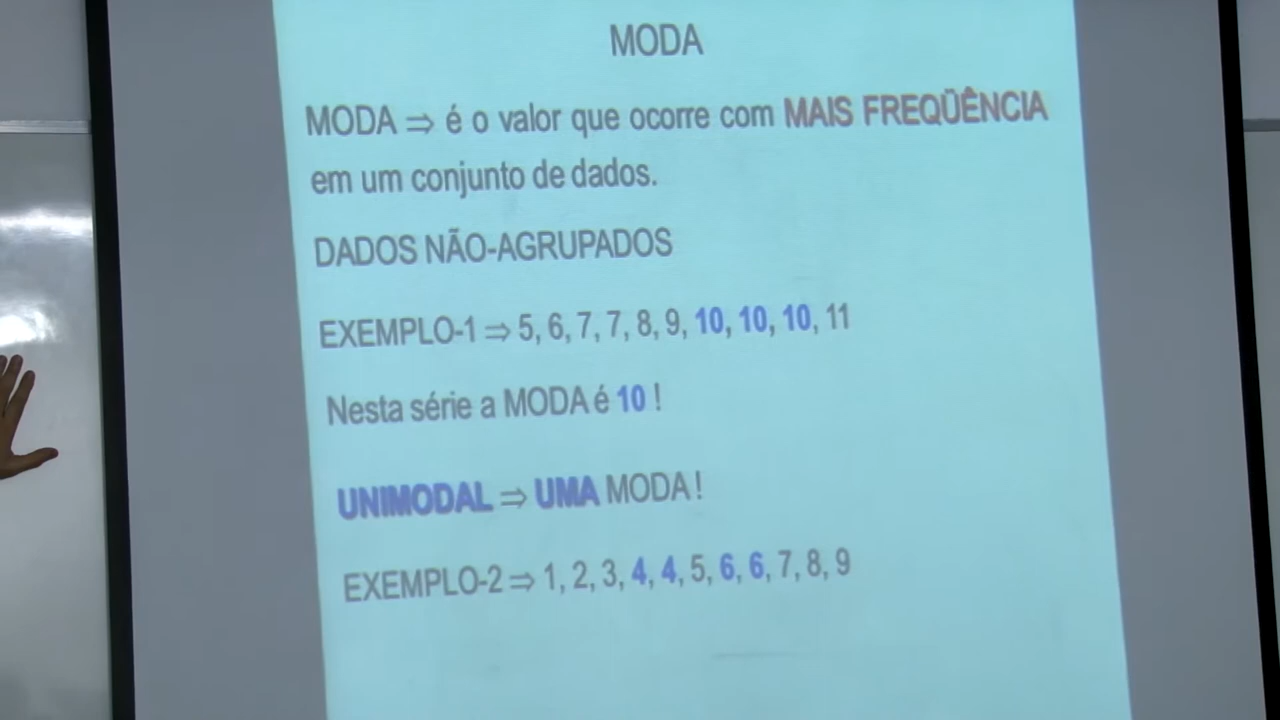 MODA
MODA ⇒ é o valor que ocorre com MAIS FREQÜÊNCIA
em um conjunto de dados.
DADOS NÃO-AGRUPADOS
EXEMPLO-1 ⇒ 5, 6, 7, 7, 8, 9, 10, 10, 10, 11
Nesta série a MODA é 10 !
UNIMODAL ⇒ UMA MODA !
EXEMPLO-2 ⇒ 1, 2, 3, 4, 4, 5, 6, 6, 7, 8, 9